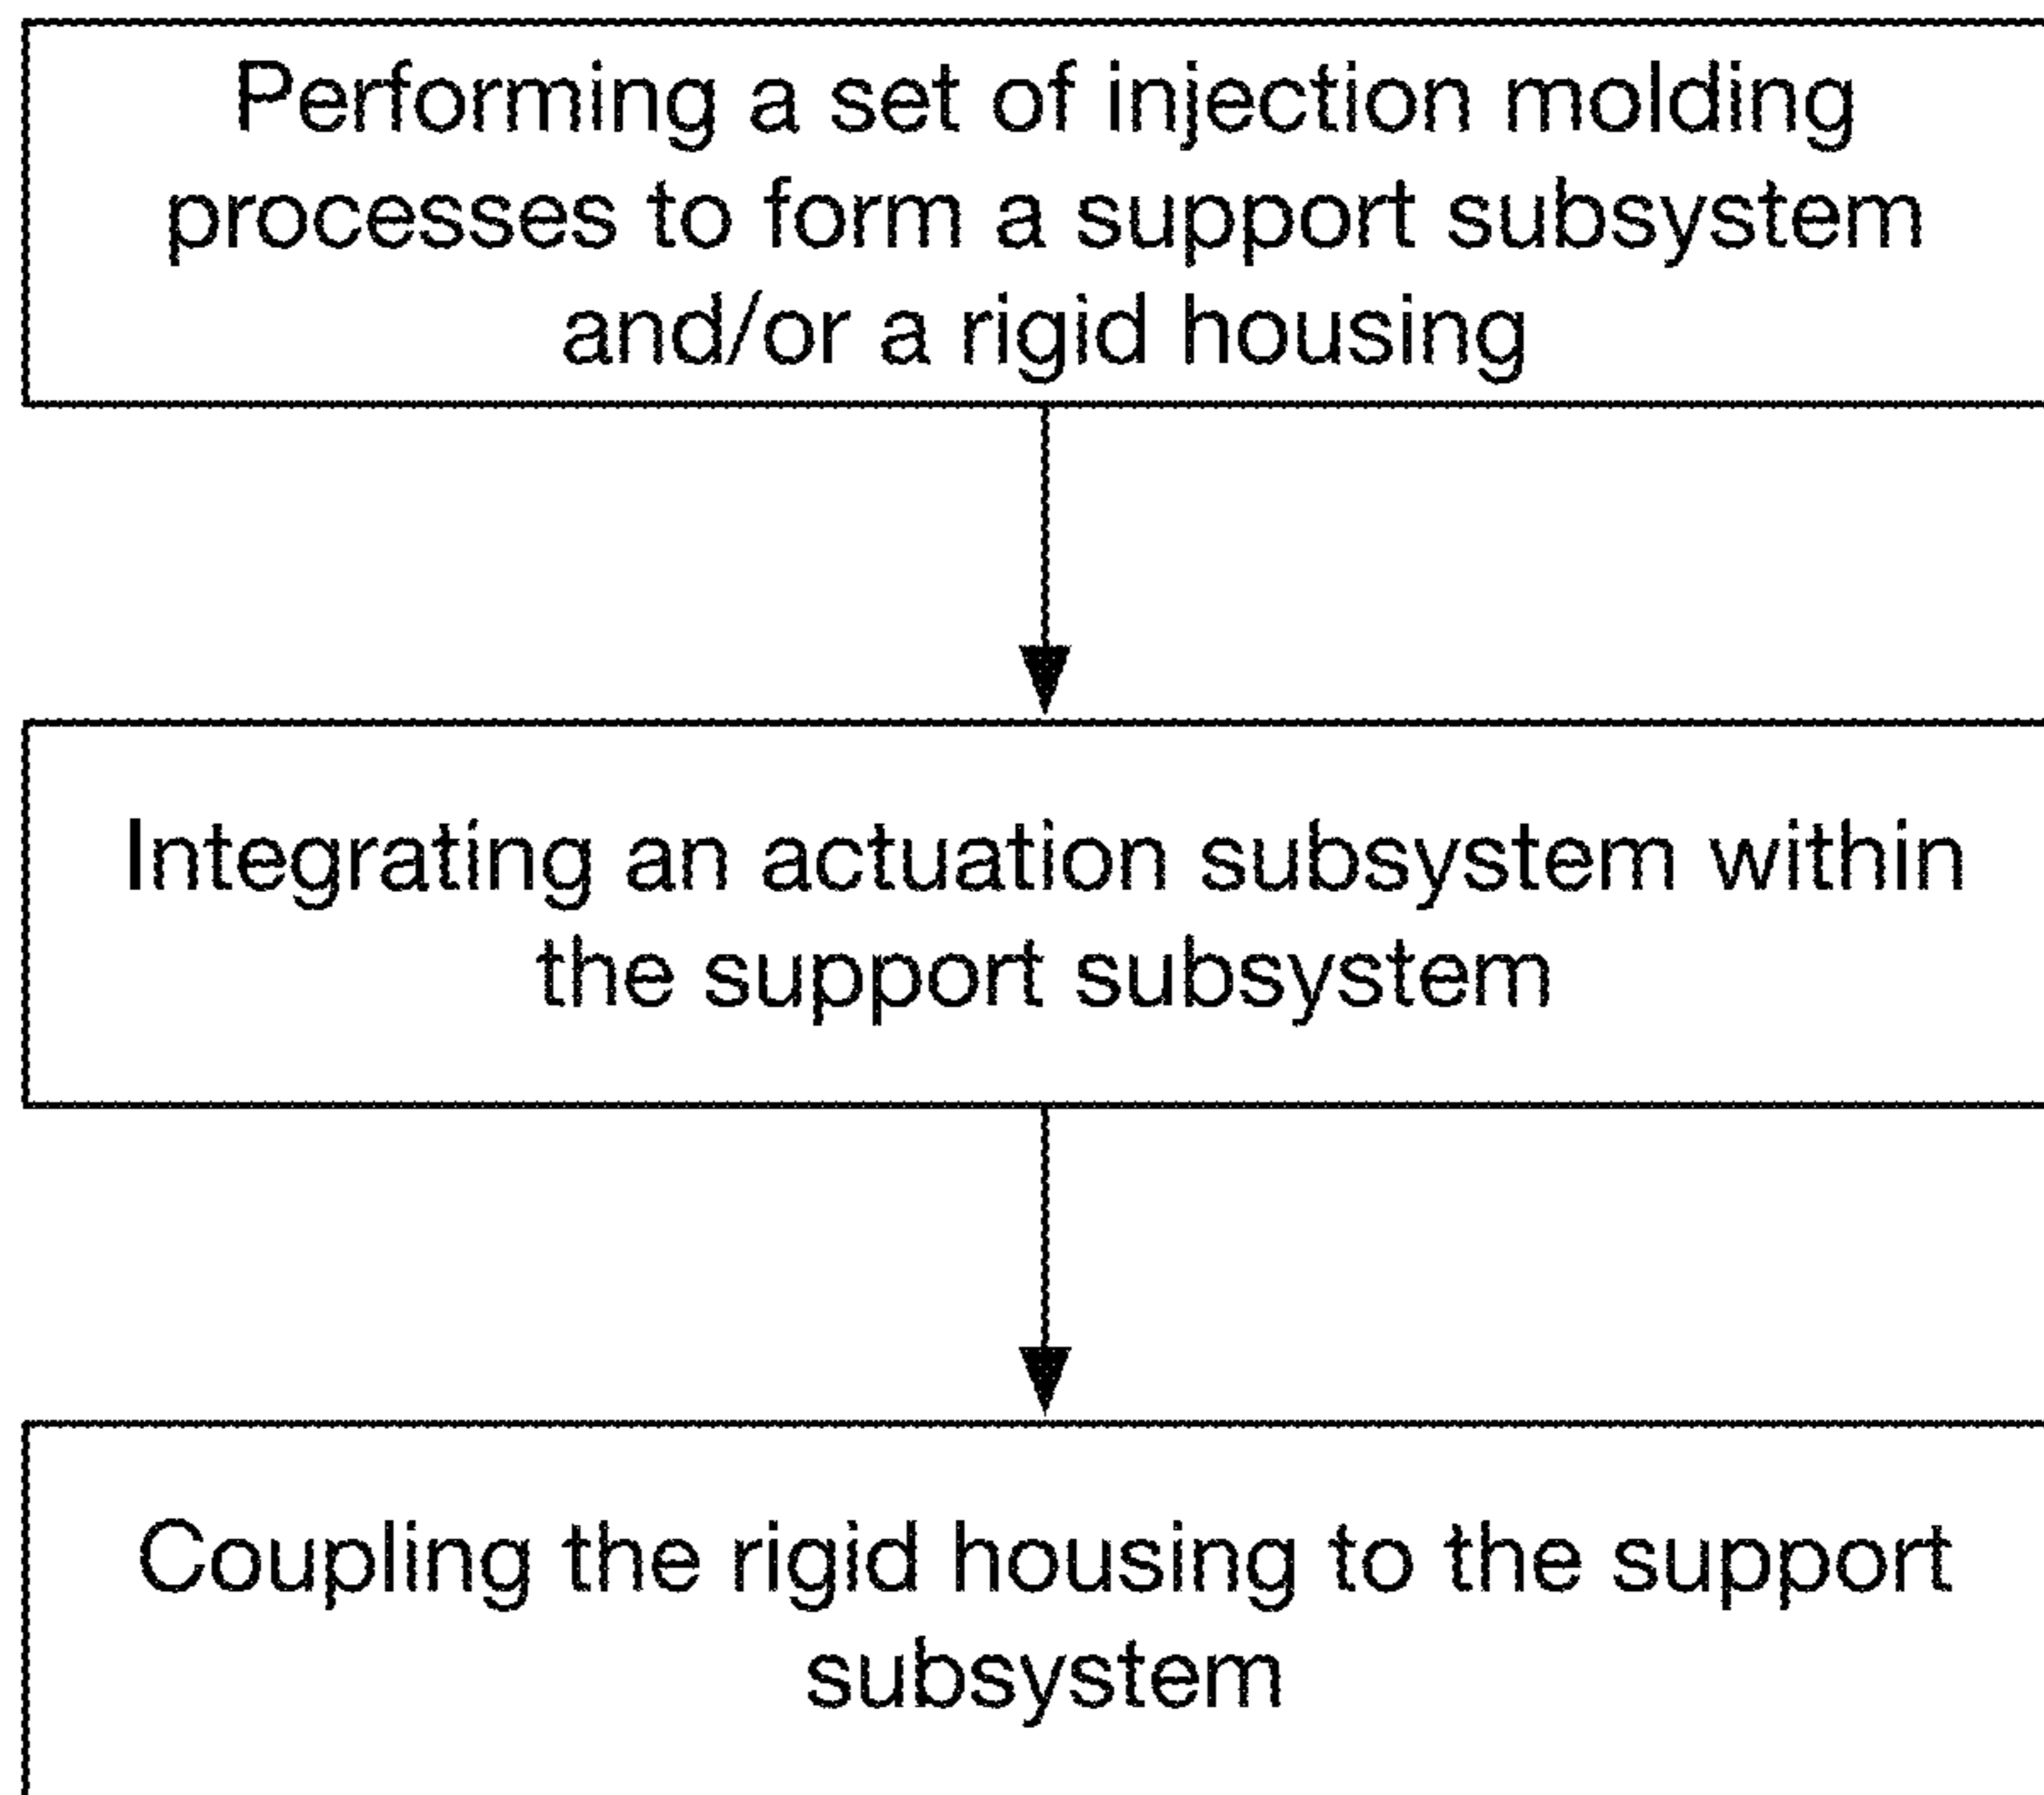 Performing a set of injection molding
processes to form a support subsystem
and/or a rigid housing
Integrating an actuation subsystem within
the support subsystem
Coupling the rigid housing to the support
subsystem